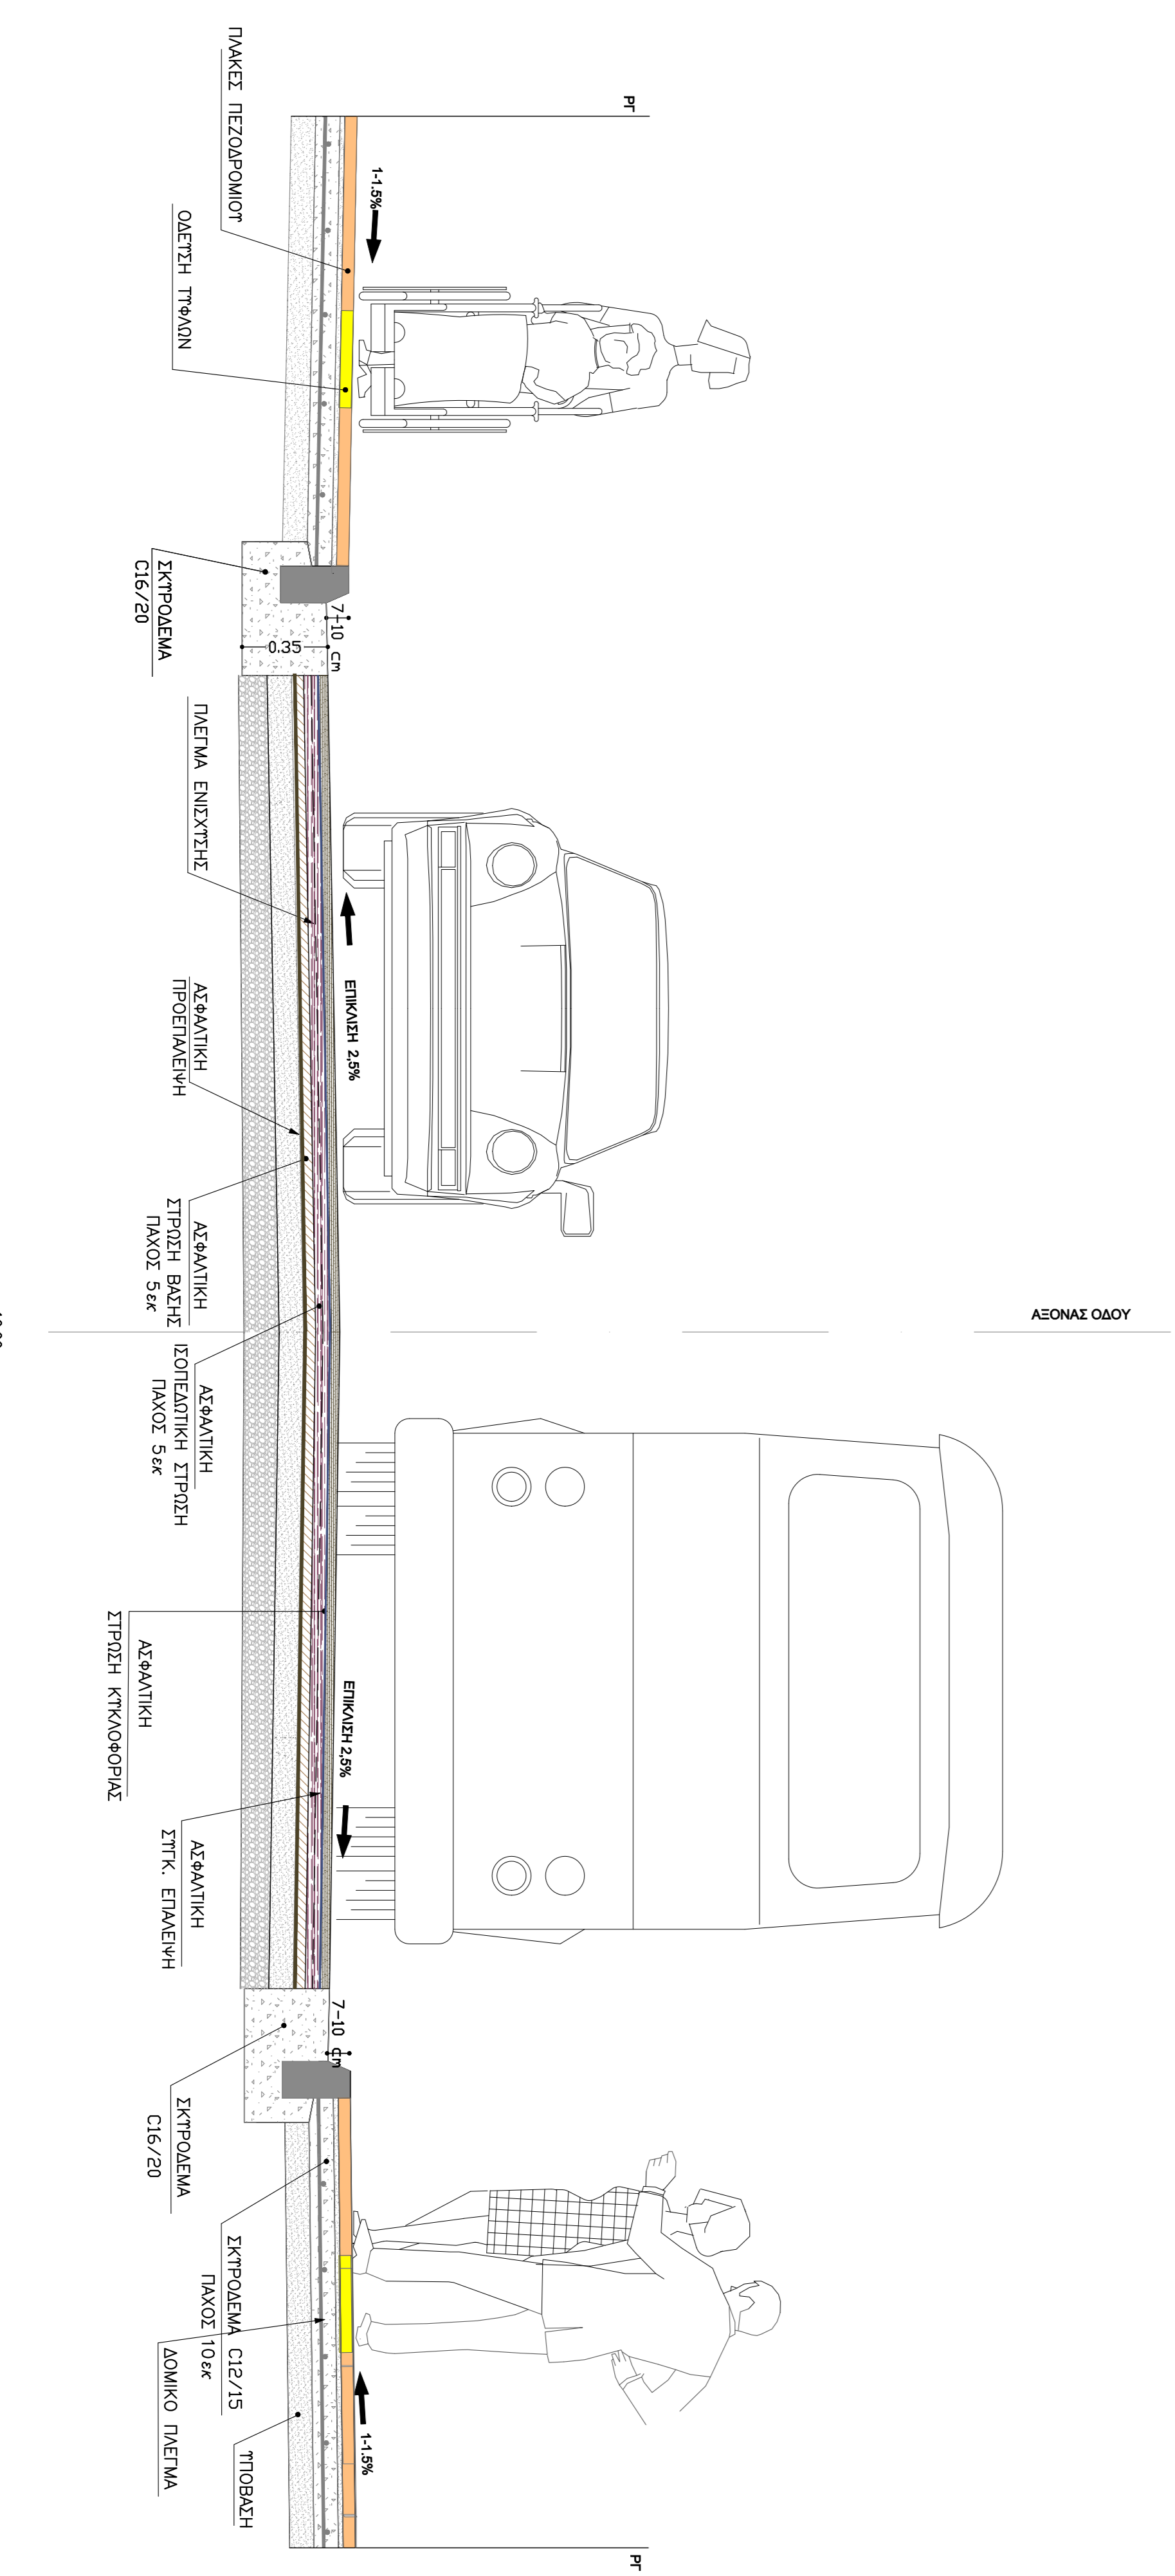 ΡΓ
ΠΛΑΚΕΣ ΠΕΖΟΔΡΟΜΙΟΥ
1-1.5%
ΟΔΕΥΣΗ ΤΥΦΛΩΝ
ΣΚΥΡΟΔΕΜΑ
C16/20
7-10 cm
0.35
ΠΛΕΓΜΑ ΕΝΙΣΧΥΣΗΣ
ΕΠΙΚΛΙΣΗ 2,5%
ΑΣΦΑΛΤΙΚΗ
ΠΡΟΕΠΑΛΕΙΨΗ
ΑΣΦΑΛΤΙΚΗ
ΣΤΡΩΣΗ ΒΑΣΗΣ
ΠΑΧΟΣ 5εκ
ΑΞΟΝΑΣ ΟΔΟΥ
ΑΣΦΑΛΤΙΚΗ
ΙΣΟΠΕΔΩΤΙΚΗ ΣΤΡΩΣΗ
ΠΑΧΟΣ 5εκ
ΑΣΦΑΛΤΙΚΗ
ΣΤΡΩΣΗ ΚΥΚΛΟΦΟΡΙΑΣ
ΕΠΙΚΛΙΣΗ 2,5%
ΑΣΦΑΛΤΙΚΗ
ΣΥΓΚ. ΕΠΑΛΕΙΨΗ
7-10 cm
ΣΚΥΡΟΔΕΜΑ
C16/20
ΣΚΥΡΟΔΕΜΑ C12/15
ΠΑΧΟΣ 10εκ
ΔΟΜΙΚΟ ΠΛΕΓΜΑ
1-1.5%
ΥΠΟΒΑΣΗ
ΡΓ